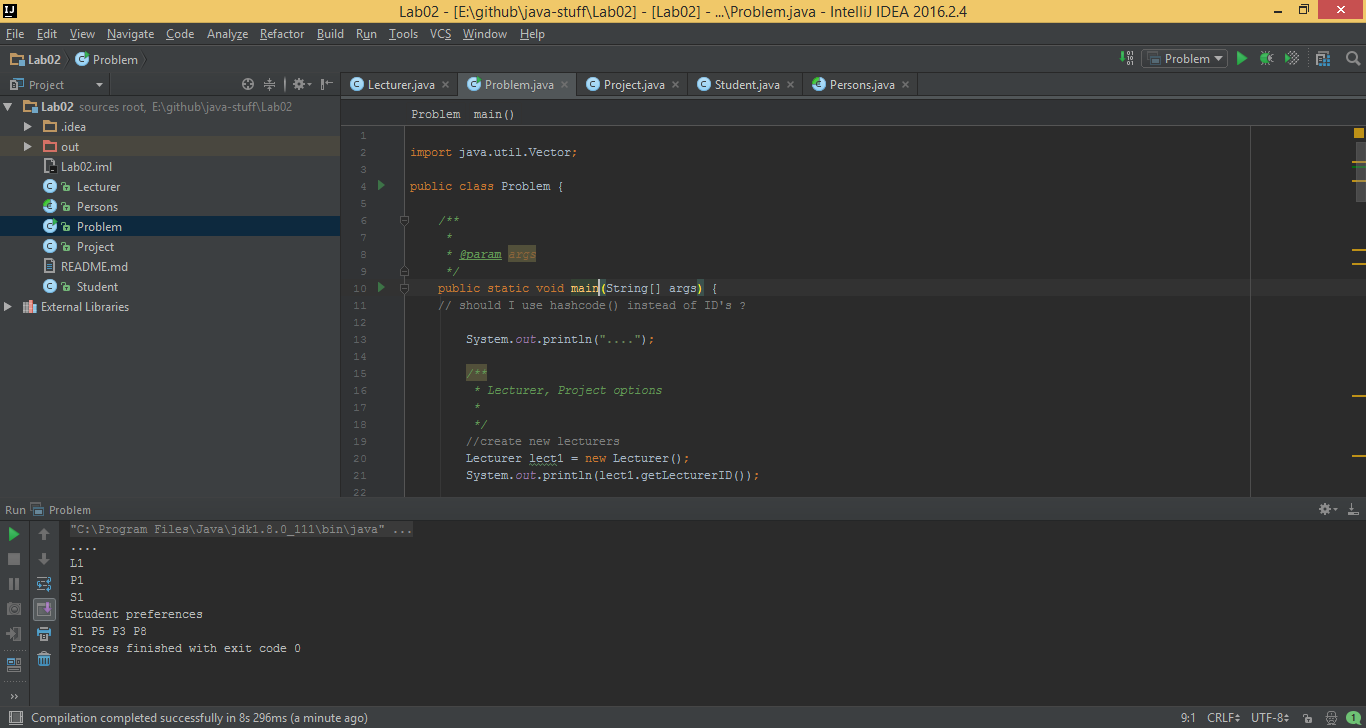 Lab02 - [E:\github\java-stuff\Lab02] - [Lab02] - ...\Problem.java - IntelliJ IDEA 2016.2.4
File Edit View Navigate Code Analyze Refactor Build Run Tools VCS Window Help
Lab02 Problem
Problem
Project
Lecturer.java Problem.java Project.java Student.java Persons.java
Lab02 sources root, E:\github\java-stuff\Lab02
.idea
out
Lab02.iml
Lecturer
Persons
Problem
Project
README.md
Student
External Libraries
Problem main()
1
2 import java.util.Vector;
3
4 public class Problem {
5
6 /**
7 *
8 * @param args
9 */
10 public static void main(String[] args) {
11 // should I use hashcode() instead of ID's ?
12
13 System.out.println("....");
14
15 /**
16 * Lecturer, Project options
17 *
18 */
19 //create new lecturers
20 Lecturer lect1 = new Lecturer();
21 System.out.println(lect1.getLecturerID());
22
Run Problem
"C:\Program Files\Java\jdk1.8.0_111\bin\java" ...
....
L1
P1
S1
Student preferences
S1 P5 P3 P8
Process finished with exit code 0
Compilation completed successfully in 8s 296ms (a minute ago)
9:1 CRLF UTF-8 1